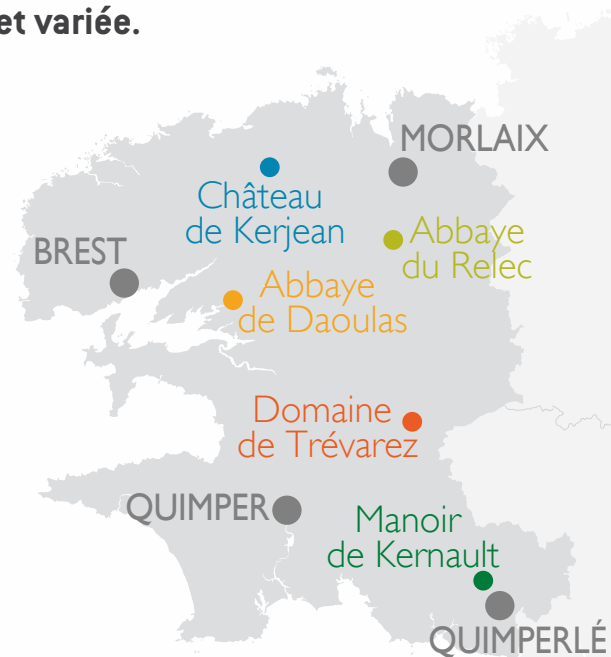 et variée.
MORLAIX
Château
de Kerjean
Abbaye
du Relec
BREST
Abbaye
de Daoulas
Domaine
de Trévarez
QUIMPER
Manoir
de Kernault
QUIMPERLÉ